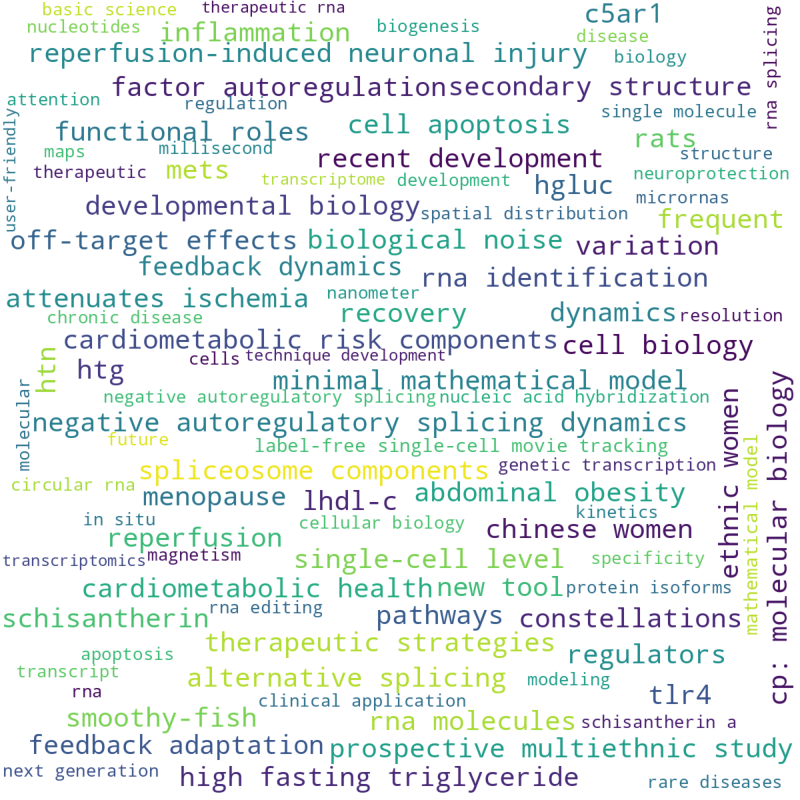 basic science
therapeutic rna
nucleotides
inflammation
biogenesis
c5ar1
disease
reperfusion-induced neuronal injury
biology
rna splicing
factor autoregulation
secondary structure
attention
regulation
single molecule
user-friendly
functional roles
cell apoptosis
rats
maps
millisecond
recent development
structure
therapeutic
mets
transcriptome
development
hgluc
neuroprotection
micrornas
developmental biology
spatial distribution
frequent
off-target effects
biological noise
variation
feedback dynamics
rna identification
attenuates ischemia
nanometer
recovery
dynamics
resolution
chronic disease
cardiometabolic risk components
cell biology
htn
htg
cells
technique development
minimal mathematical model
negative autoregulatory splicing
nucleic acid hybridization
molecular
negative autoregulatory splicing dynamics
future
label-free single-cell movie tracking
ethnic women
mathematical model
cp: molecular biology
spliceosome components
genetic transcription
circular rna
menopause
lhdl-c
abdominal obesity
in situ
cellular biology
kinetics
reperfusion
chinese women
transcriptomics
magnetism
single-cell level
specificity
cardiometabolic health
new tool
protein isoforms
schisantherin
rna editing
pathways
constellations
therapeutic strategies
apoptosis
regulators
transcript
alternative splicing
modeling
rna
clinical application
tlr4
smoothy-fish
rna molecules
schisantherin a
feedback adaptation
prospective multiethnic study
next generation
high fasting triglyceride
rare diseases